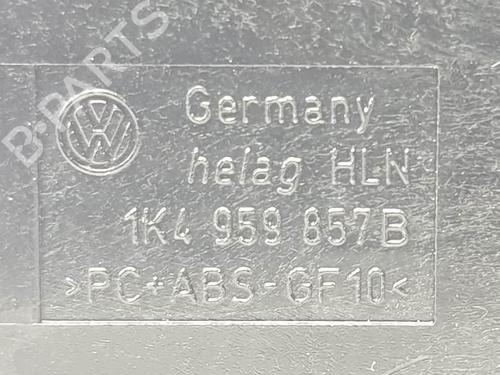 B-PARTS
Germany
helag HLN
1K4 959 857B
>PC+ABS-GF10<